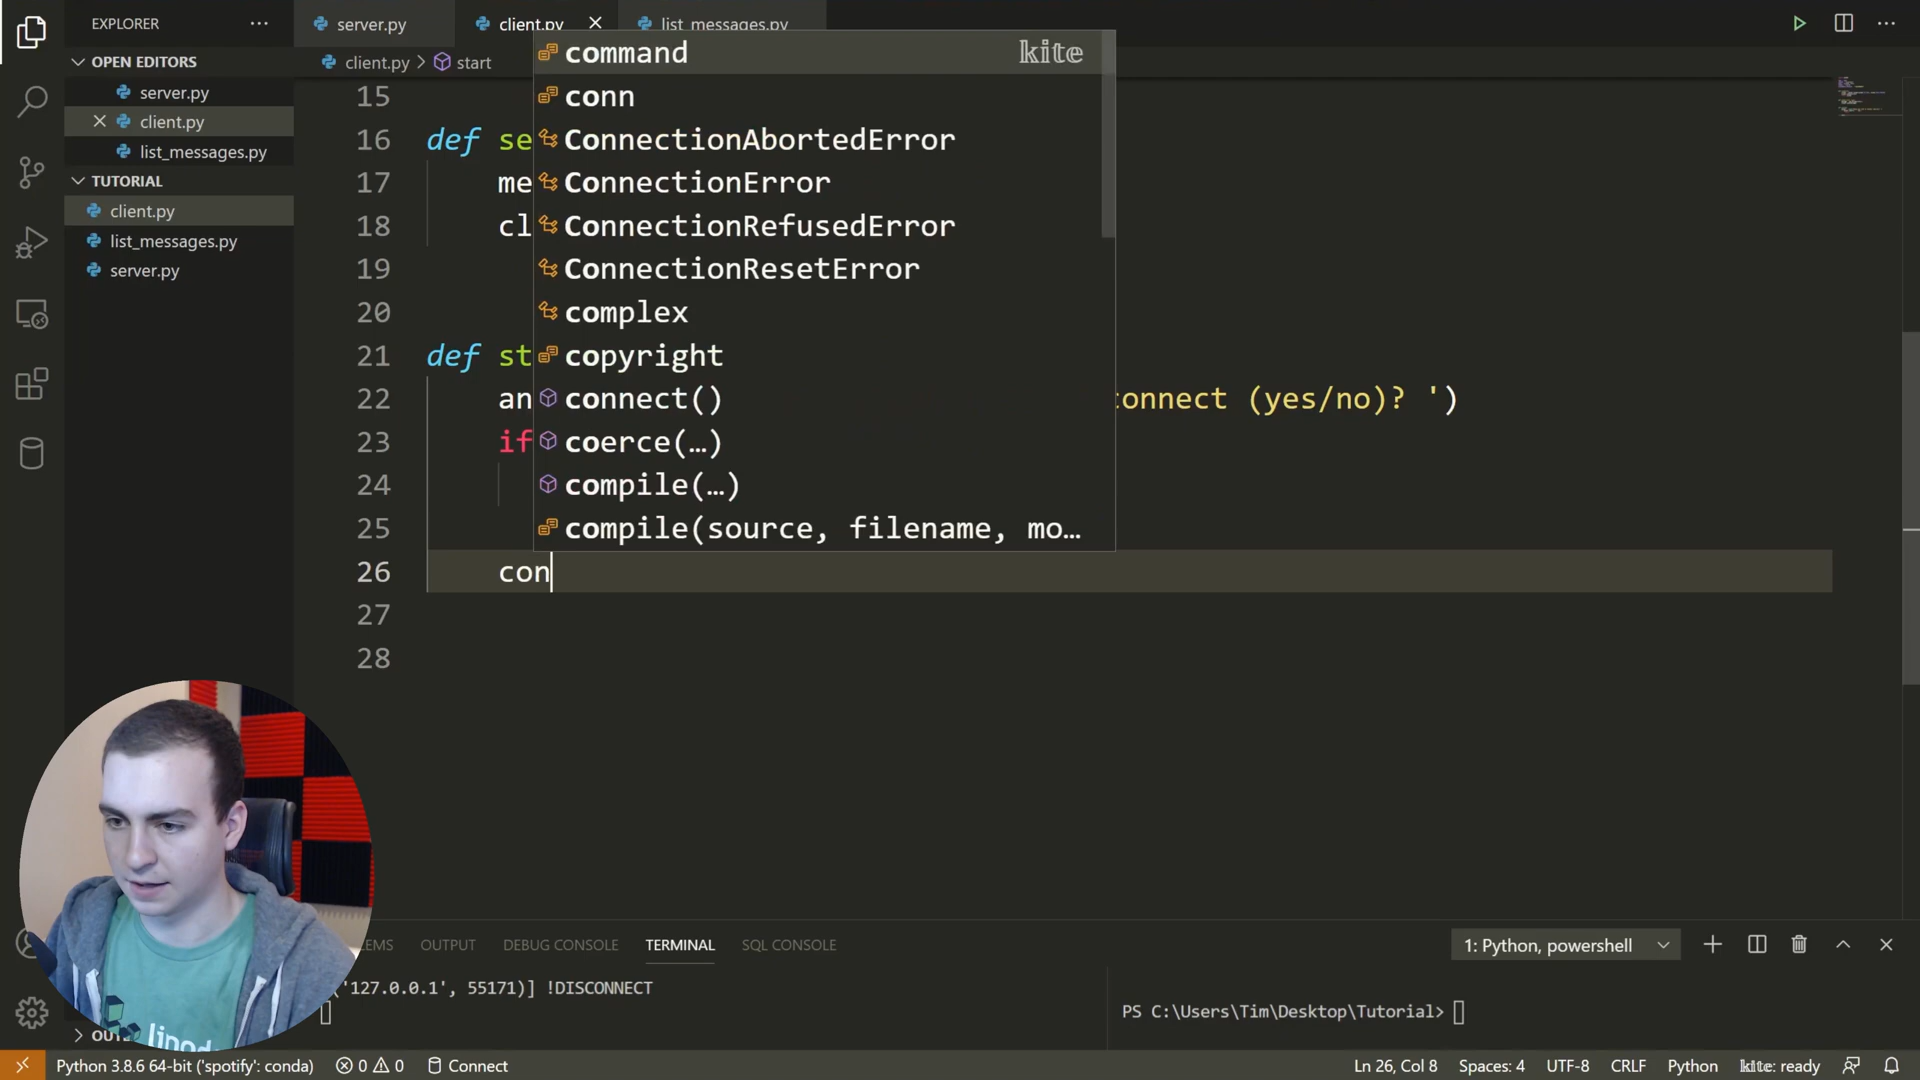 EXPLORER
server.py
client.py
list_messages.py
OPEN EDITORS
client.py
start
server.py
client.py
list_messages.py
TUTORIAL
client.py
list_messages.py
server.py
command
kite
conn
ConnectionAbortedError
ConnectionError
ConnectionRefusedError
ConnectionResetError
complex
copyright
connect()
coerce(…)
compile(…)
compile(source, filename, mo…
15
16 def se
17 me
18 cl
19
20
21 def st
22 an onnect (yes/no)? ')
23 if
24
25
26 con
27
28
EMS
OUTPUT
DEBUG CONSOLE
TERMINAL
SQL CONSOLE
1: Python, powershell
'127.0.0.1', 55171)] !DISCONNECT
PS C:\Users\Tim\Desktop\Tutorial>
linod
OUT
Python 3.8.6 64-bit ('spotify': conda)
0
0
Connect
Ln 26, Col 8
Spaces: 4
UTF-8
CRLF
Python
kite: ready